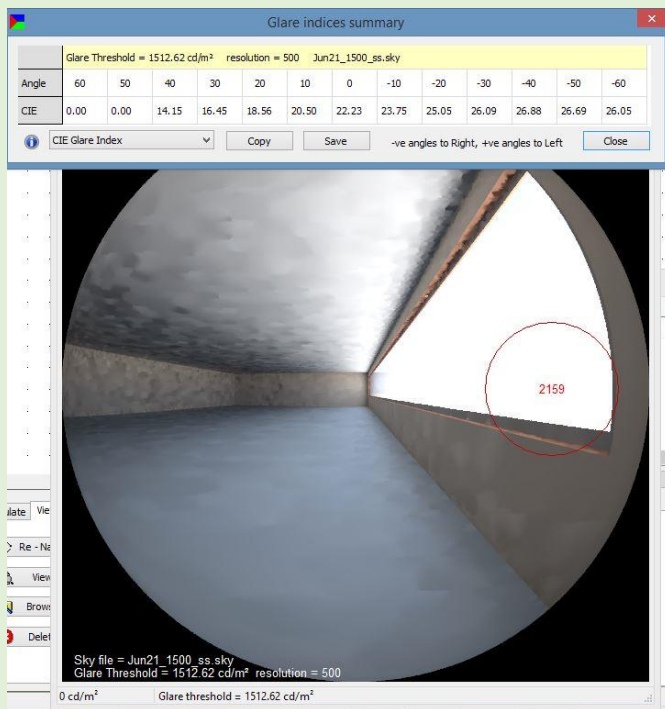 Glare indices summary
Glare Threshold = 1512.62 cd/m² resolution = 500 Jun21_1500_ss.sky
Angle 60 50 40 30 20 10 0 -10 -20 -30 -40 -50 -60
CIE 0.00 0.00 14.15 16.45 18.56 20.50 22.23 23.75 25.05 26.09 26.88 26.69 26.05
CIE Glare Index Copy Save -ve angles to Right, +ve angles to Left Close
2159
ulate Vie
Re - Na
View
Brows
Delet
Sky file = Jun21_1500_ss.sky
Glare Threshold = 1512.62 cd/m² resolution = 500
0 cd/m² Glare threshold = 1512.62 cd/m²